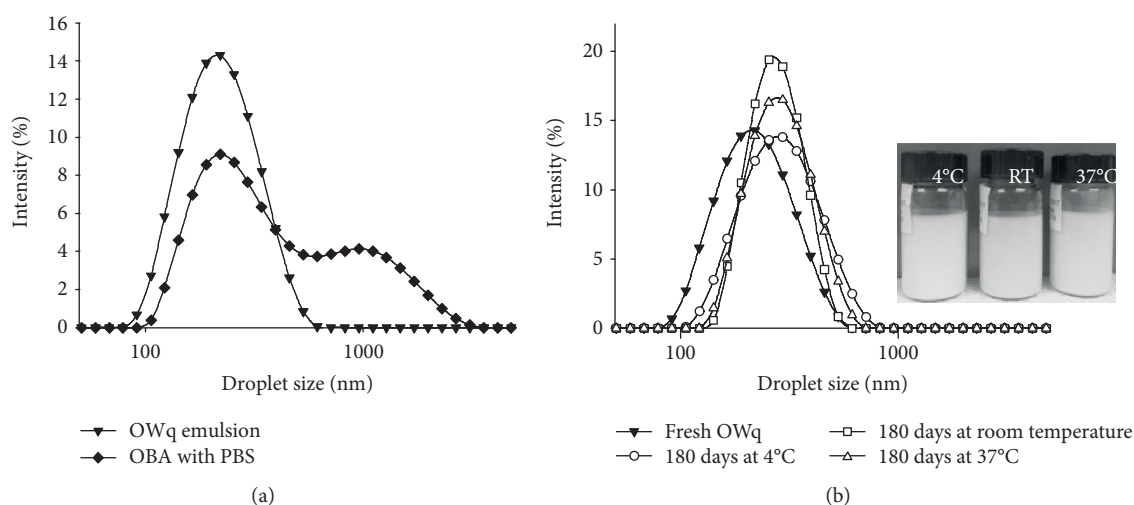 16
14
12
10
8
6
4
2
0
100
1000
Intensity (%)
Droplet size (nm)
OWq emulsion
OBA with PBS
(a)
20
15
10
5
0
100
1000
Intensity (%)
Droplet size (nm)
4°C
RT
37°C
Fresh OWq
180 days at room temperature
180 days at 4°C
180 days at 37°C
(b)